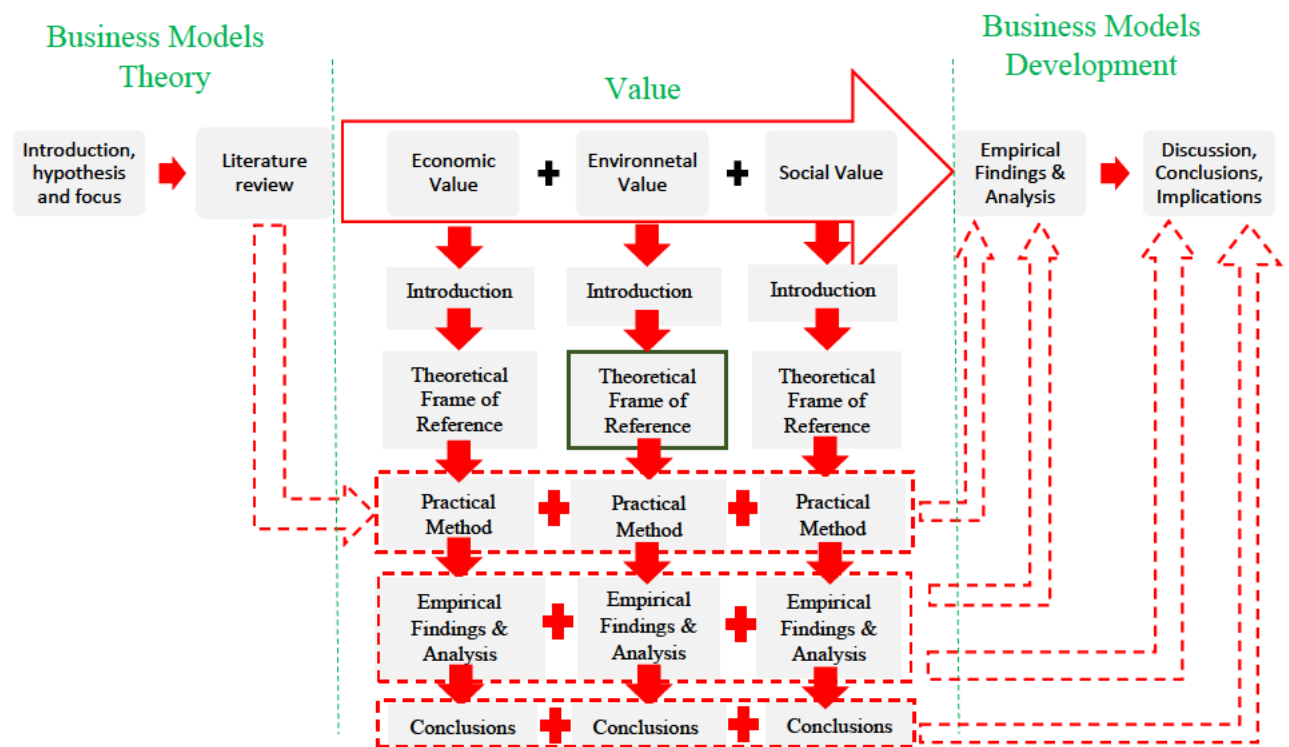 Business Models
Theory
Value
Business Models
Development
Introduction,
hypothesis
and focus
Literature
review
Economic
Value
Environnetal
Value
Social Value
Empirical
Findings &
Analysis
Discussion,
Conclusions,
Implications
Introduction
Introduction
Introduction
Theoretical
Frame of
Reference
Theoretical
Frame of
Reference
Theoretical
Frame of
Reference
Practical
Method
Practical
Method
Practical
Method
Empirical
Findings &
Analysis
Empirical
Findings &
Analysis
Empirical
Findings &
Analysis
Conclusions
Conclusions
Conclusions